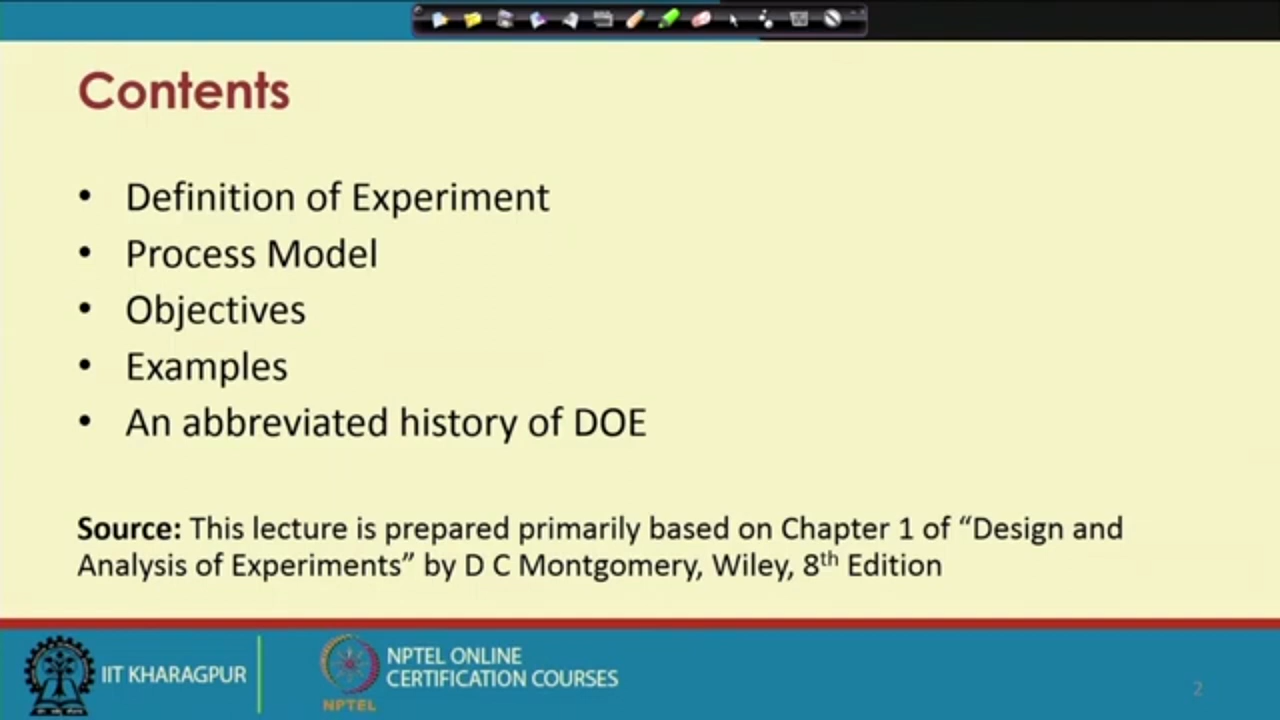 Contents
• Definition of Experiment
• Process Model
• Objectives
• Examples
• An abbreviated history of DOE
Source: This lecture is prepared primarily based on Chapter 1 of “Design and
Analysis of Experiments” by D C Montgomery, Wiley, 8th Edition
IIT KHARAGPUR
NPTEL
NPTEL ONLINE
CERTIFICATION COURSES
2